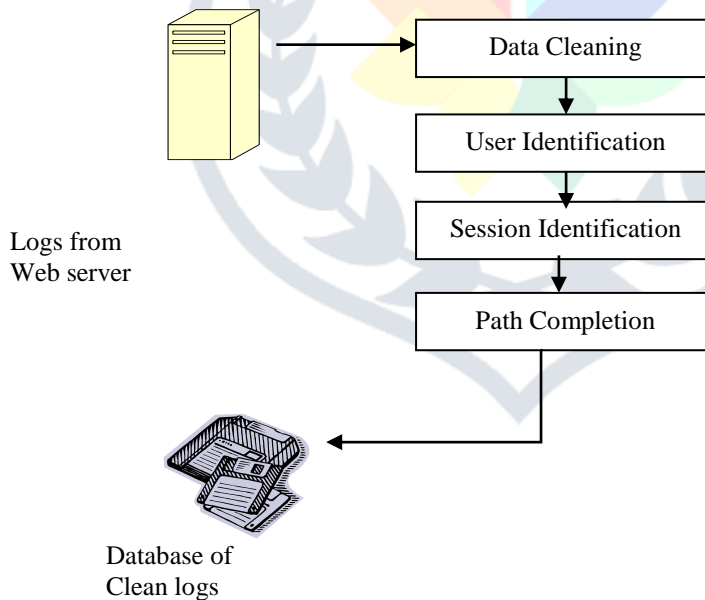 Data Cleaning
User Identification
Session Identification
Logs from
Web server
Path Completion
Database of
Clean logs